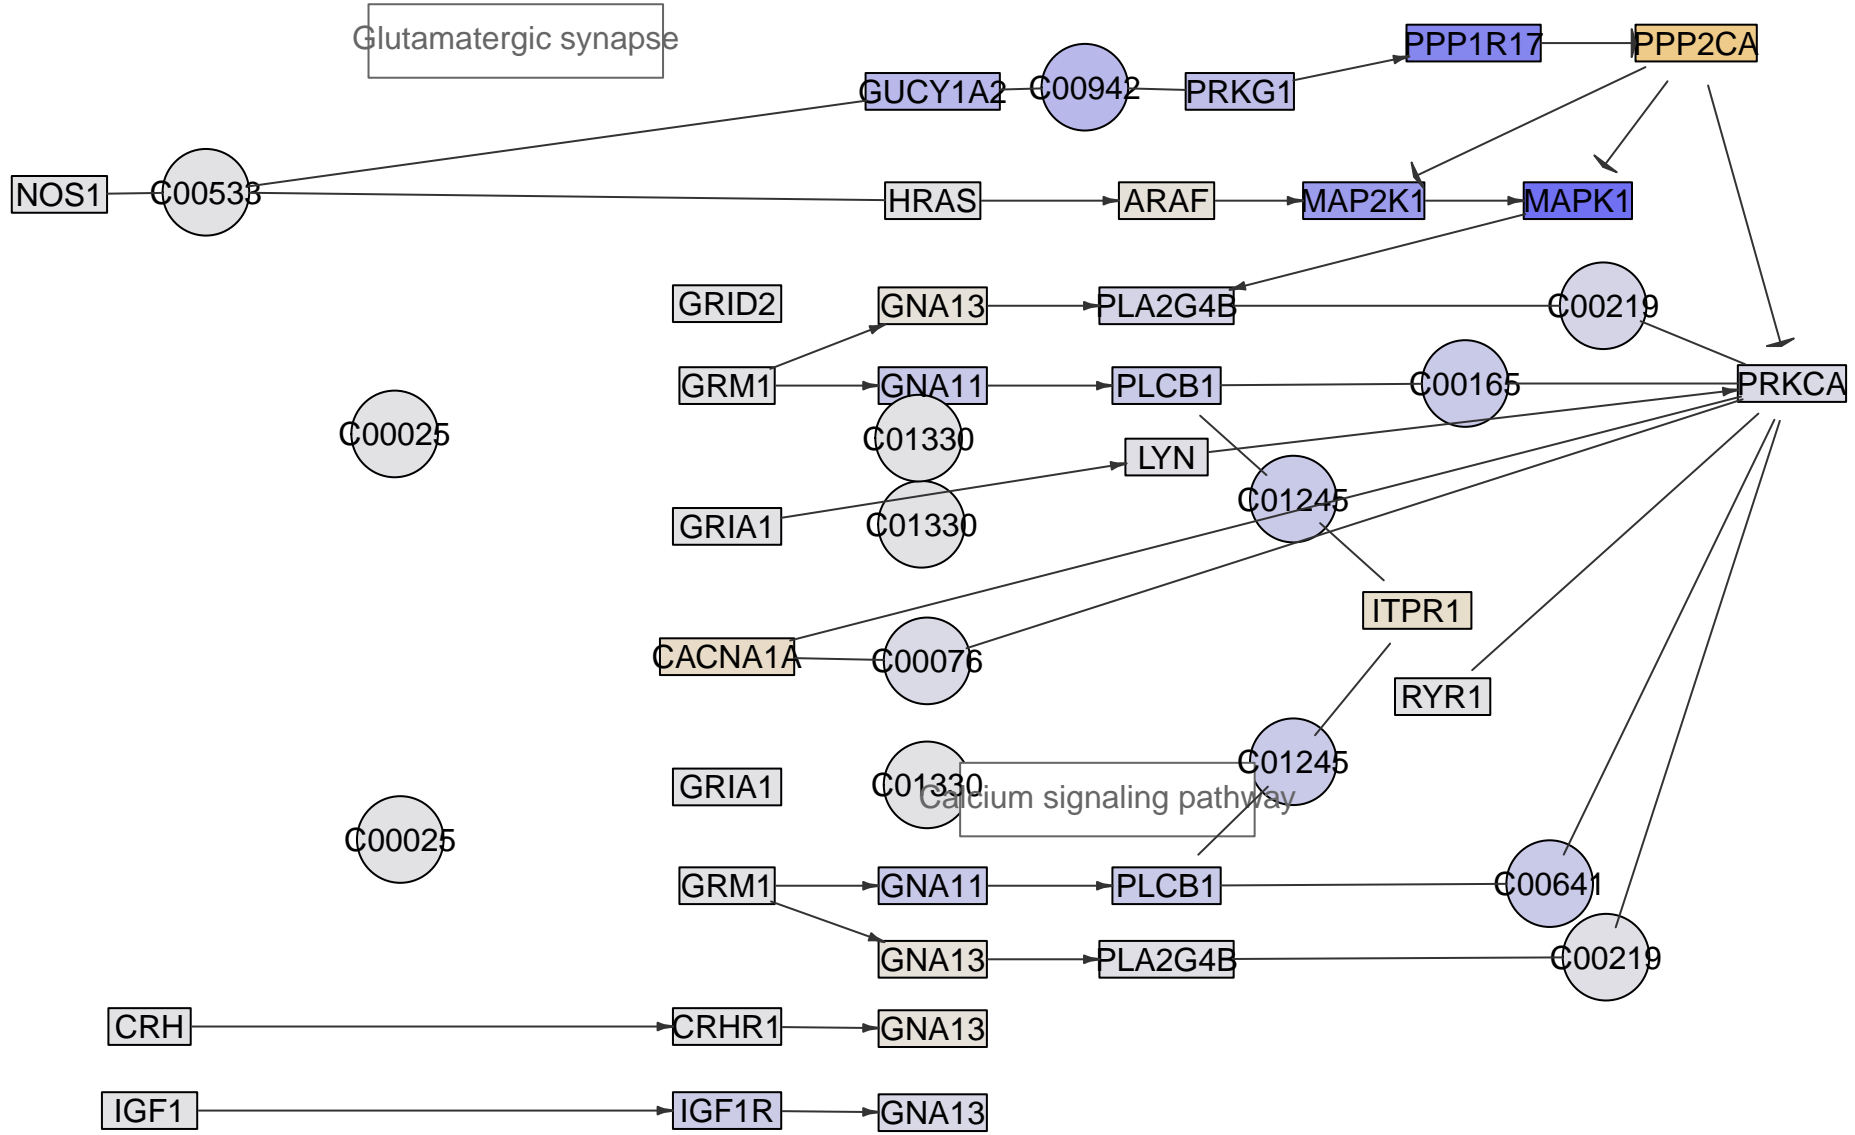 Glutamatergic synapse
PPP1R17
PPP2CA
GUCY1A2
C00942
PRKG1
NOS1
C00533
HRAS
ARAF
MAP2K1
MAPK1
GRID2
GNA13
PLA2G4B
C00219
GRM1
GNA11
PLCB1
C00165
PRKCA
C00025
C01330
LYN
GRIA1
C01330
C01245
ITPR1
CACNA1A
C00076
RYR1
GRIA1
C01330
C01245
Calcium signaling pathway
C00025
GRM1
GNA11
PLCB1
C00641
GNA13
PLA2G4B
C00219
CRH
CRHR1
GNA13
IGF1
IGF1R
GNA13